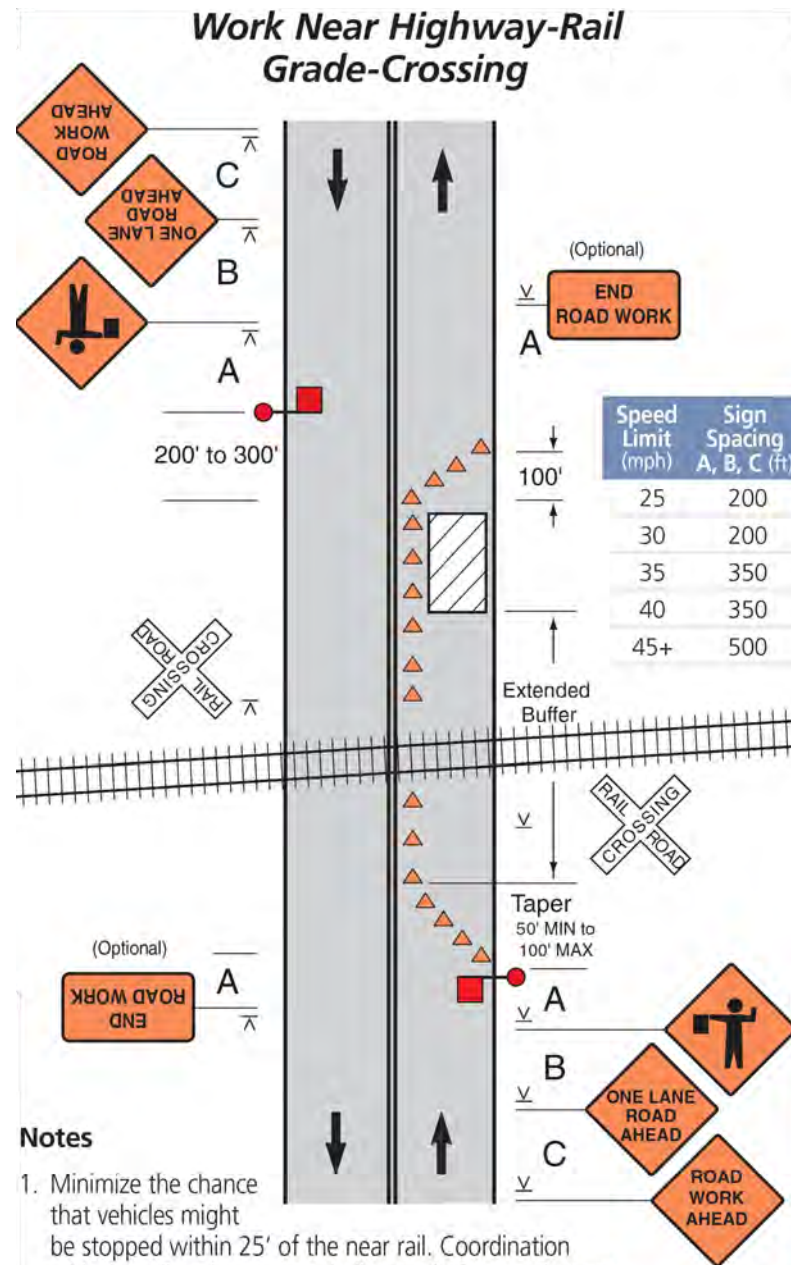 Work Near Highway-Rail
Grade-Crossing
ROAD
WORK
AHEAD
C
ONE LANE
ROAD
AHEAD
B
A
200' to 300'
(Optional)
END
ROAD WORK
A
100'
Speed Limit (mph) Sign Spacing A, B, C (ft)
25 200
30 200
35 350
40 350
45+ 500
RAIL ROAD
CROSSING
Extended
Buffer
RAIL ROAD
CROSSING
Taper
50' MIN to
100' MAX
(Optional)
END
ROAD WORK
A
A
B
ONE LANE
ROAD
AHEAD
C
ROAD
WORK
AHEAD
Notes
1. Minimize the chance
that vehicles might
be stopped within 25' of the near rail. Coordination